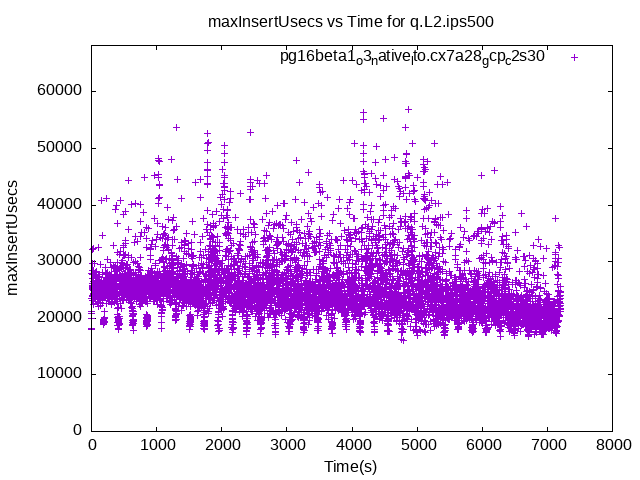 maxInsertUsecs vs Time for q.L2.ips500
pg16beta1o3native_lto.cx7a28gcpc2s30
60000
50000
40000
30000
20000
10000
0
maxInsertUsecs
0 1000 2000 3000 4000 5000 6000 7000 8000
Time(s)